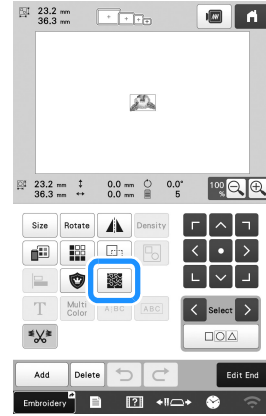 23.2 mm
36.3 mm
23.2 mm ↕ 0.0 mm 0.0°
36.3 mm ↔ 0.0 mm 5
100 %
Size Rotate Density
T Multi Color A|BC ABC
Select
Add Delete Edit End
Embroidery